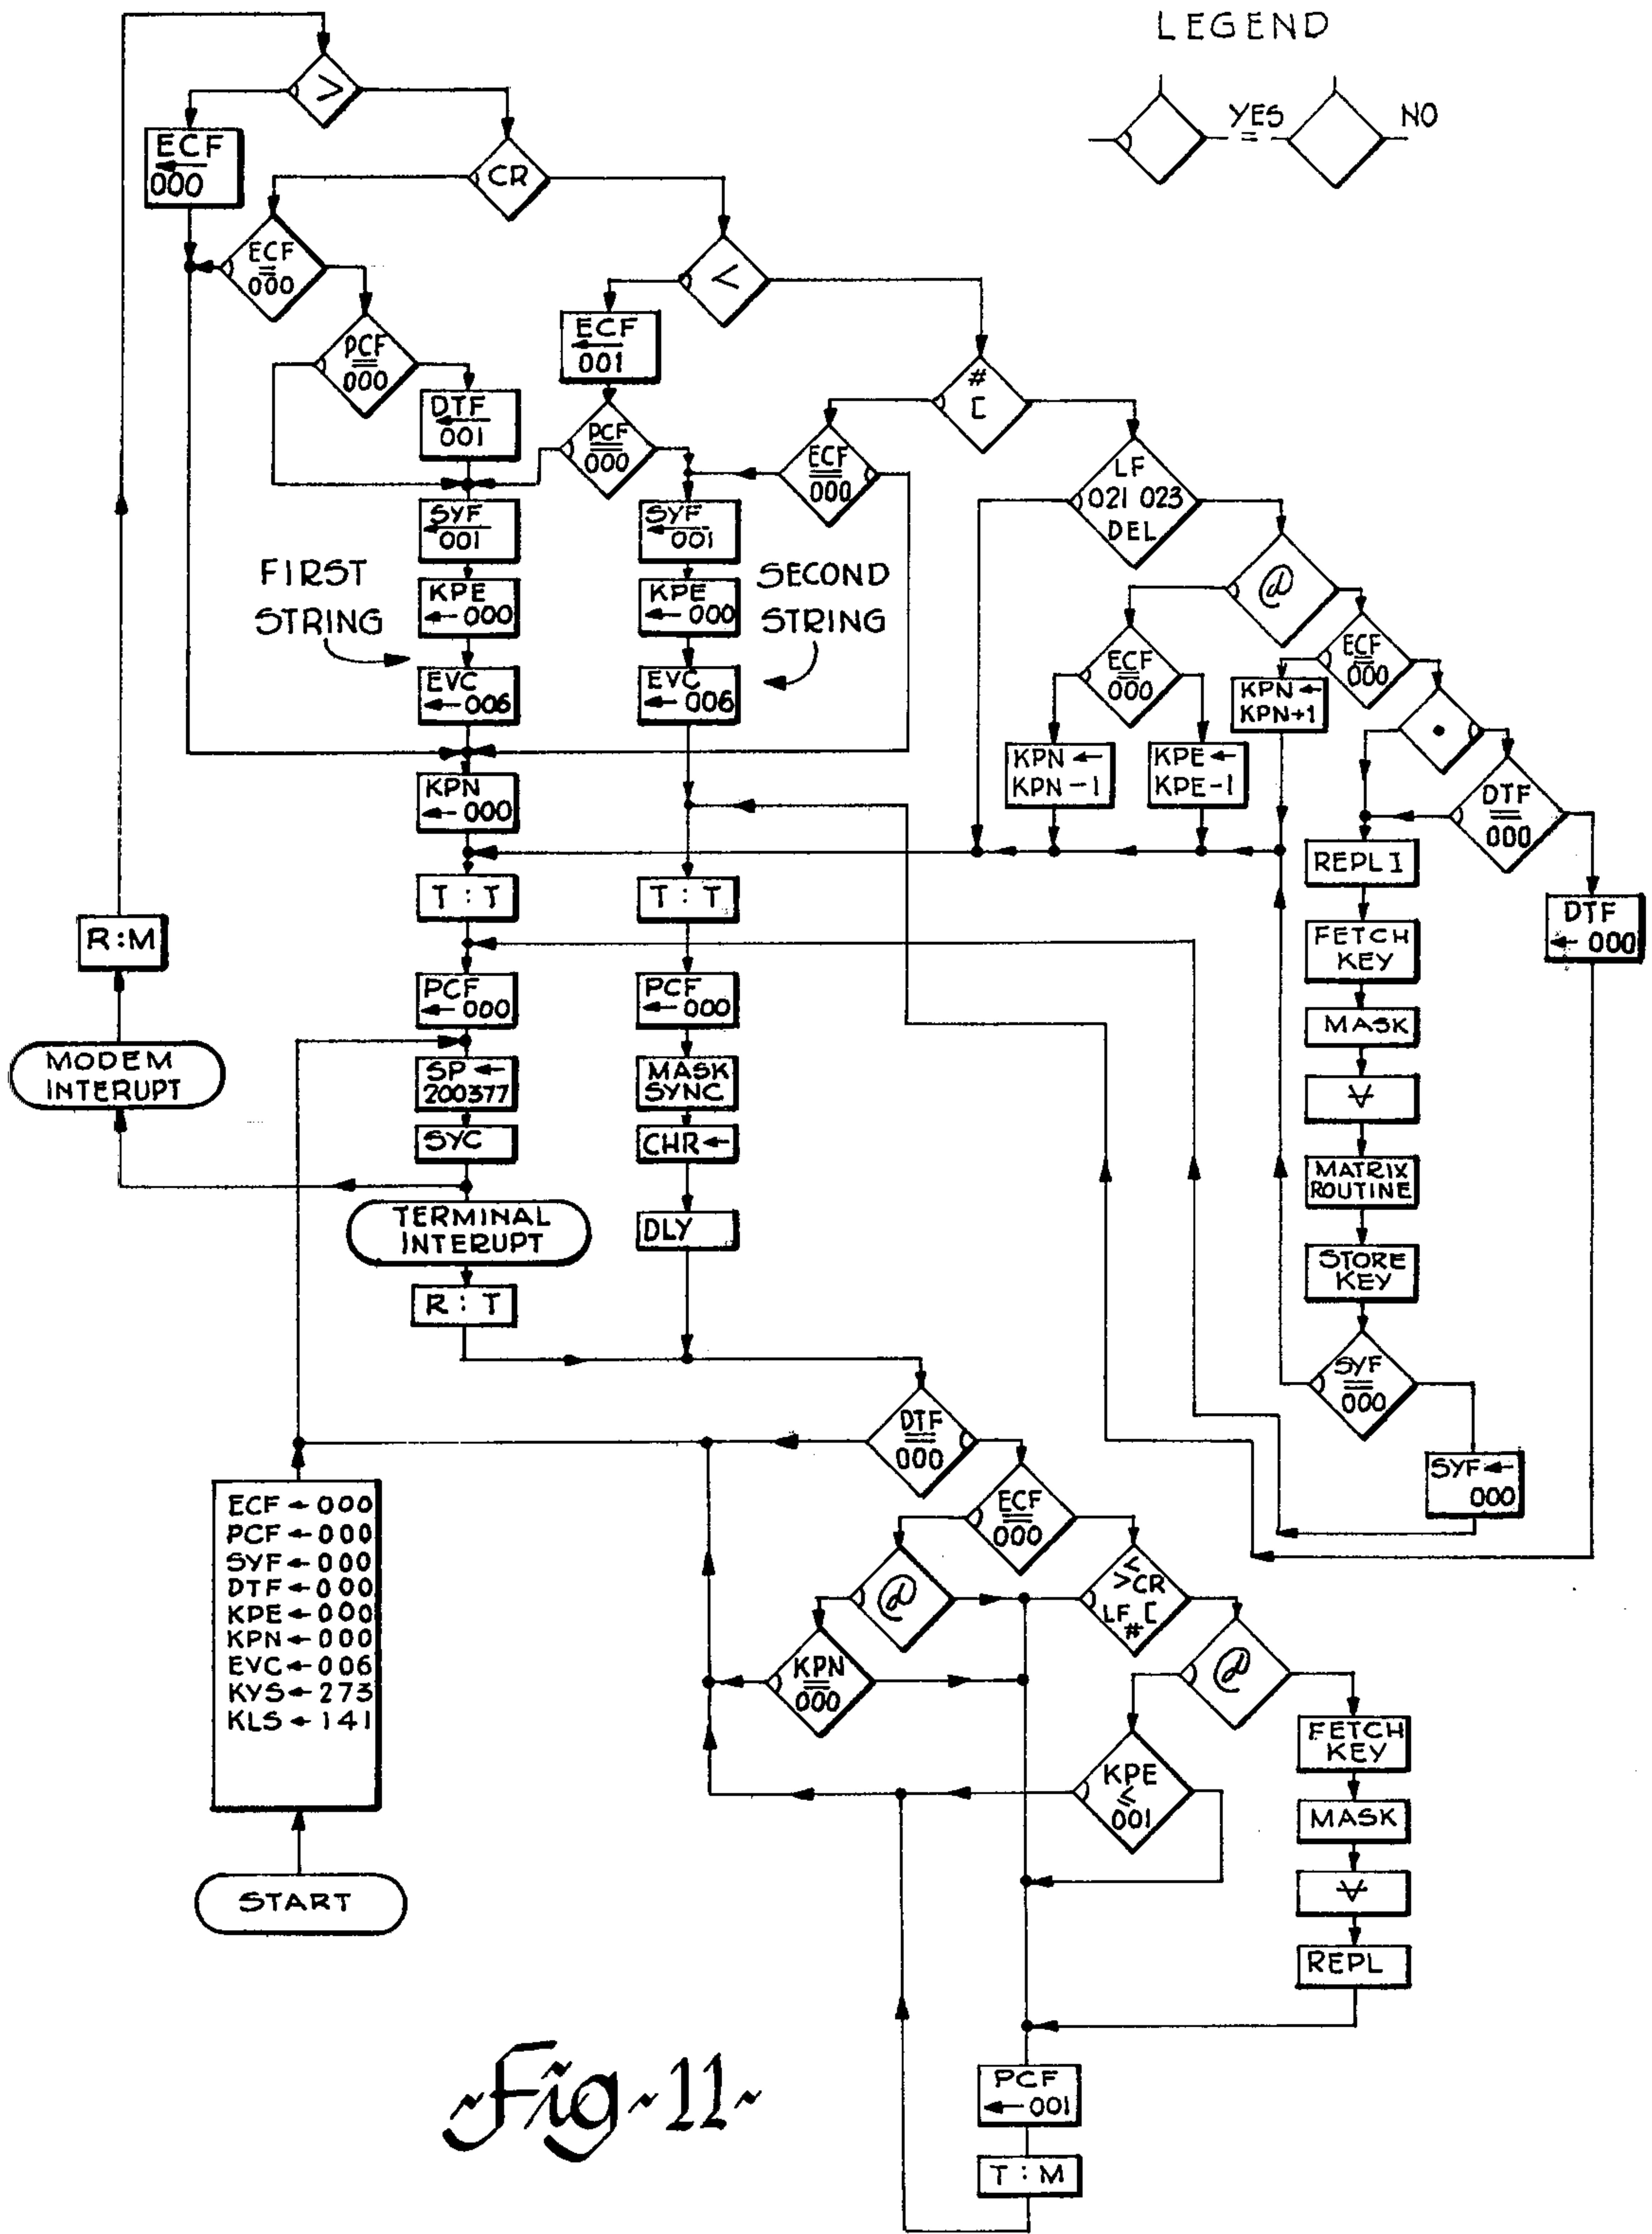 LEGEND
YES
=
NO
>
ECF
←
000
CR
ECF
=
000
<
PCF
=
000
ECF
←
001
#
[
DTF
←
001
PCF
=
000
ECF
=
000
LF
021 023
DEL
SYF
←
001
SYF
←
001
@
FIRST
STRING
KPE
← 000
KPE
← 000
SECOND
STRING
ECF
=
000
ECF
=
000
EVC
← 006
EVC
← 006
KPN ←
KPN+1
•
KPN ←
KPN-1
KPE ←
KPE-1
KPN
← 000
DTF
=
000
REPL I
T : T
T : T
R:M
FETCH
KEY
DTF
← 000
PCF
← 000
PCF
← 000
MASK
MODEM
INTERUPT
SP ←
200377
MASK
SYNC
∀
SYC
CHR ←
MATRIX
ROUTINE
TERMINAL
INTERUPT
DLY
STORE
KEY
R : T
SYF
=
000
DTF
=
000
SYF ←
000
ECF
=
000
ECF ← 000
PCF ← 000
SYF ← 000
DTF ← 000
KPE ← 000
KPN ← 000
EVC ← 006
KYS ← 273
KLS ← 141
@
<
>CR
LF [
#
KPN
=
000
@
FETCH
KEY
KPE
≤
001
MASK
START
∀
REPL
PCF
← 001
T : M
Fig-11